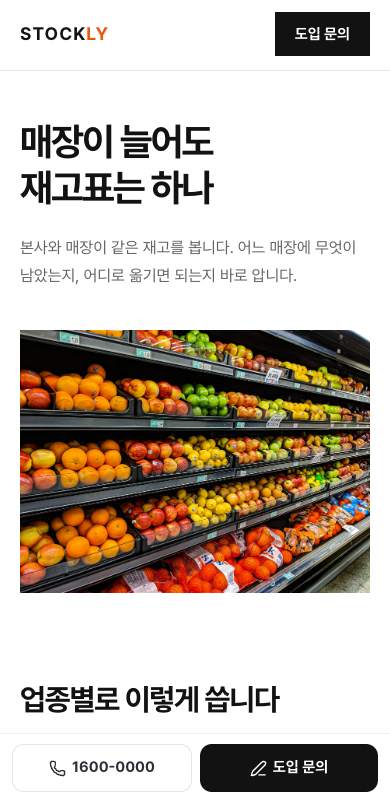 STOCKLY
도입 문의
매장이 늘어도
재고표는 하나
본사와 매장이 같은 재고를 봅니다. 어느 매장에 무엇이
남았는지, 어디로 옮기면 되는지 바로 압니다.
업종별로 이렇게 씁니다
1600-0000
도입 문의